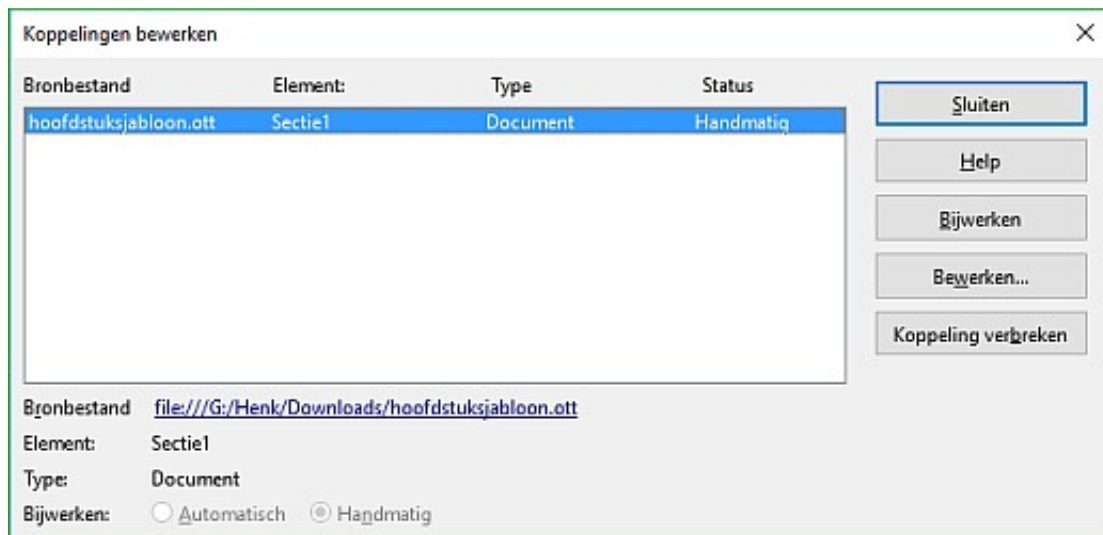 Koppelingen bewerken
Bronbestand Element: Type Status
hoofdstuksjabloon.ott Sectie1 Document Handmatig
Sluiten
Help
Bijwerken
Bewerken...
Koppeling verbreken
Bronbestand file:///G:/Henk/Downloads/hoofdstuksjabloon.ott
Element: Sectie1
Type: Document
Bijwerken: Automatisch Handmatig